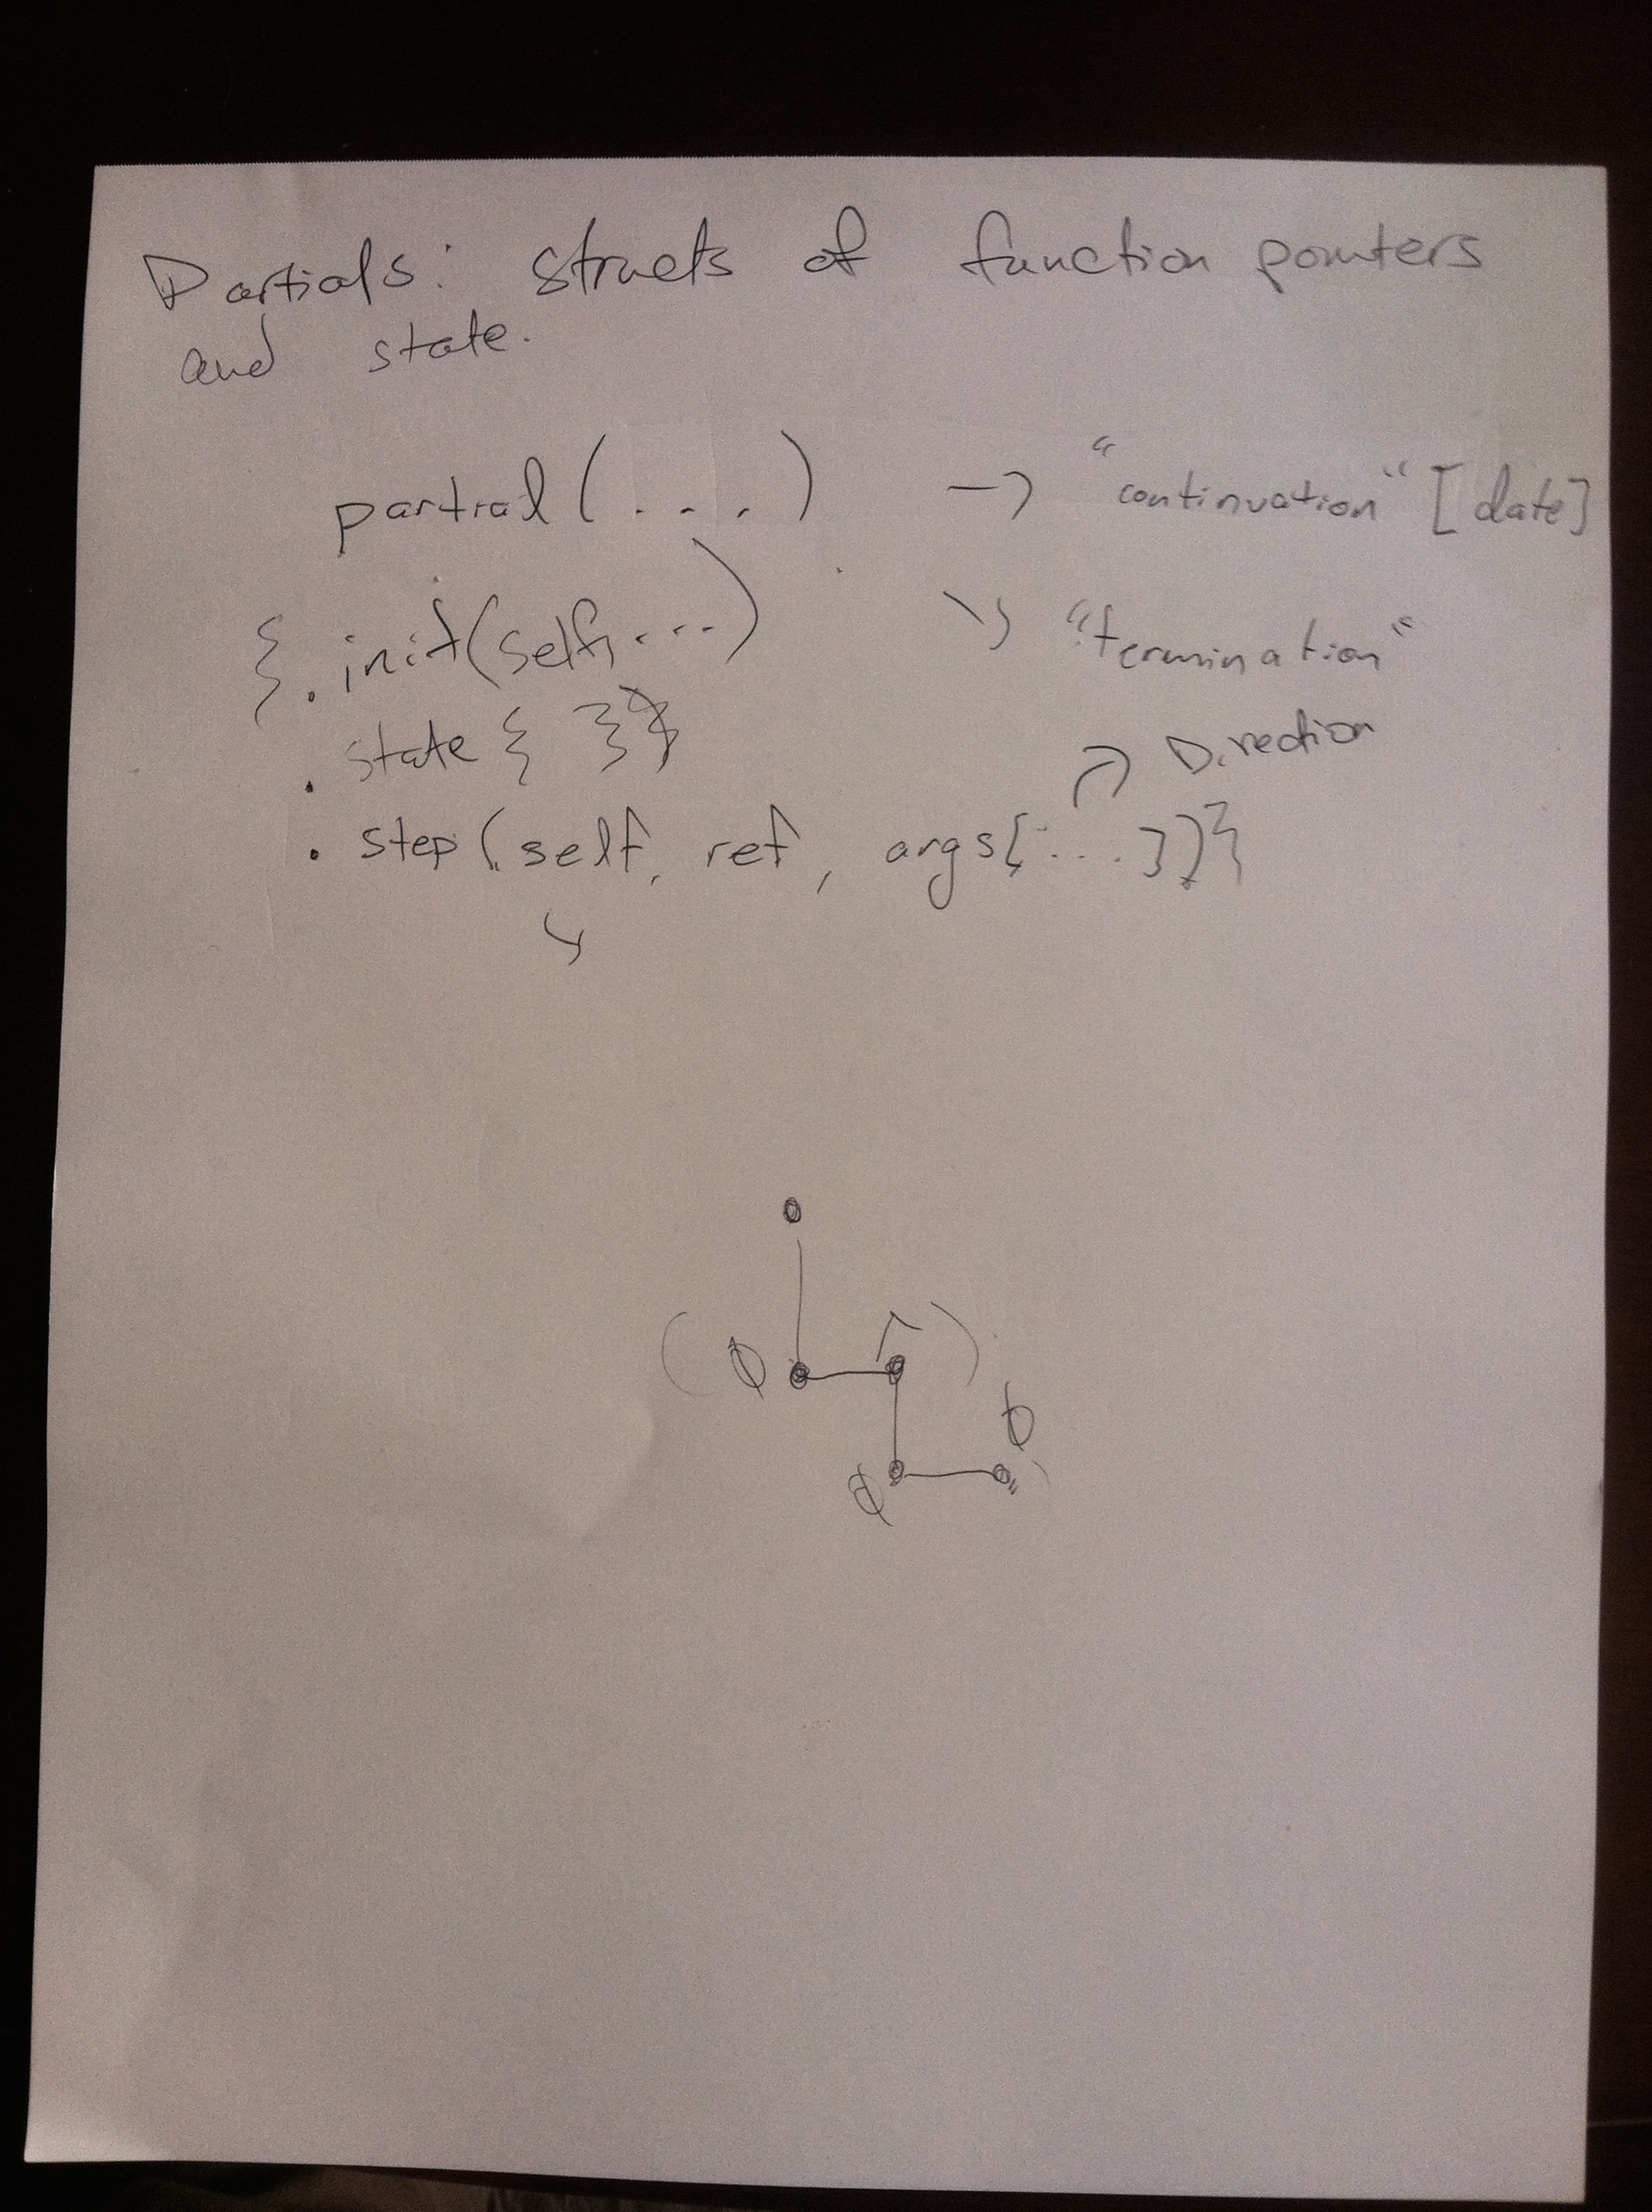 Partials: structs of function pointers
and state.
partial (...) → "continuation" [date]
↘ "termination"
{. init(self, ...)
. state { }
→ Direction
. step (self, ref, args[...])}